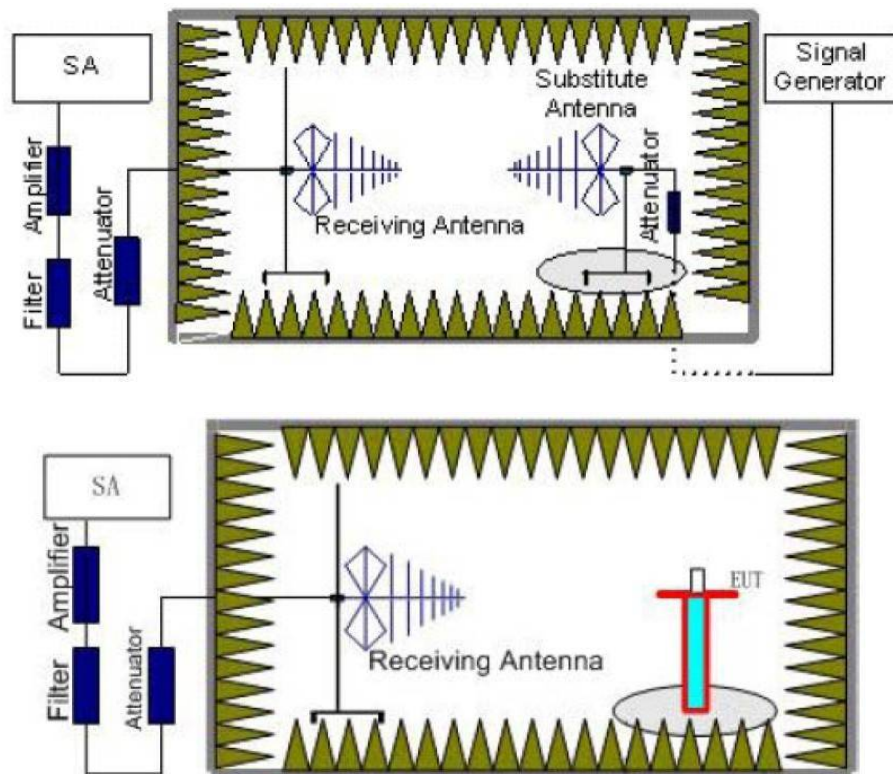 SA
Signal
Generator
Substitute
Antenna
Amplifier
Attenuator
Filter
Receiving Antenna
Attenuator
SA
Amplifier
EUT
Attenuator
Filter
Receiving Antenna